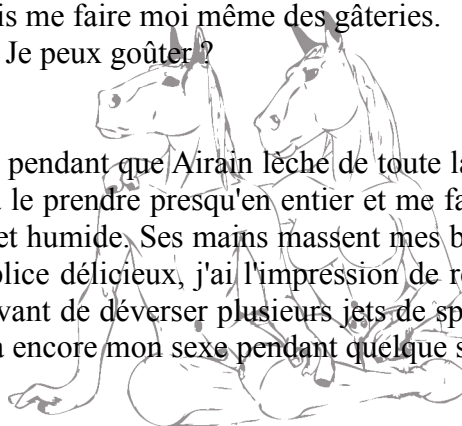 is me faire moi même des gâteries.
Je peux goûter ?
pendant que Airain lèche de toute la
le prendre presqu'en entier et me fa
et humide. Ses mains massent mes b
olice délicieux, j'ai l'impression de re
vant de déverser plusieurs jets de sp
a encore mon sexe pendant quelque s